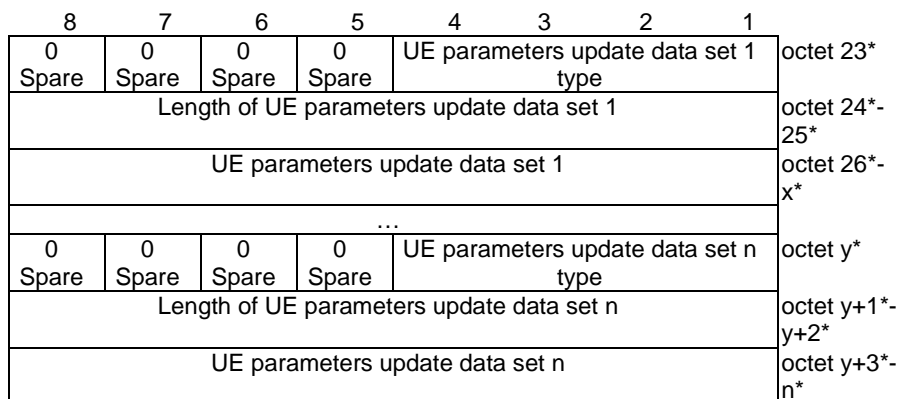 8 7 6 5 4 3 2 1
0 0 0 0 UE parameters update data set 1 octet 23*
Spare Spare Spare Spare type
Length of UE parameters update data set 1 octet 24*-
25*
UE parameters update data set 1 octet 26*-
x*
…
0 0 0 0 UE parameters update data set n octet y*
Spare Spare Spare Spare type
Length of UE parameters update data set n octet y+1*-
y+2*
UE parameters update data set n octet y+3*-
n*